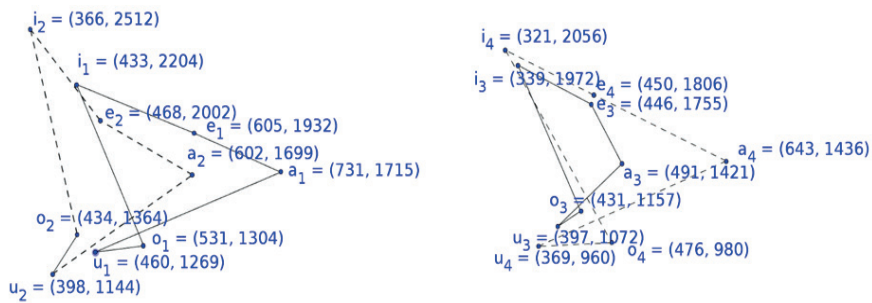 i2 = (366, 2512)
i1 = (433, 2204)
e2 = (468, 2002)
e1 = (605, 1932)
a2 = (602, 1699)
a1 = (731, 1715)
o2 = (434, 1364)
o1 = (531, 1304)
u1 = (460, 1269)
u2 = (398, 1144)
i4 = (321, 2056)
i3 = (339, 1972)
e4 = (450, 1806)
e3 = (446, 1755)
a4 = (643, 1436)
a3 = (491, 1421)
o3 = (431, 1157)
u3 = (397, 1072)
o4 = (476, 980)
u4 = (369, 960)